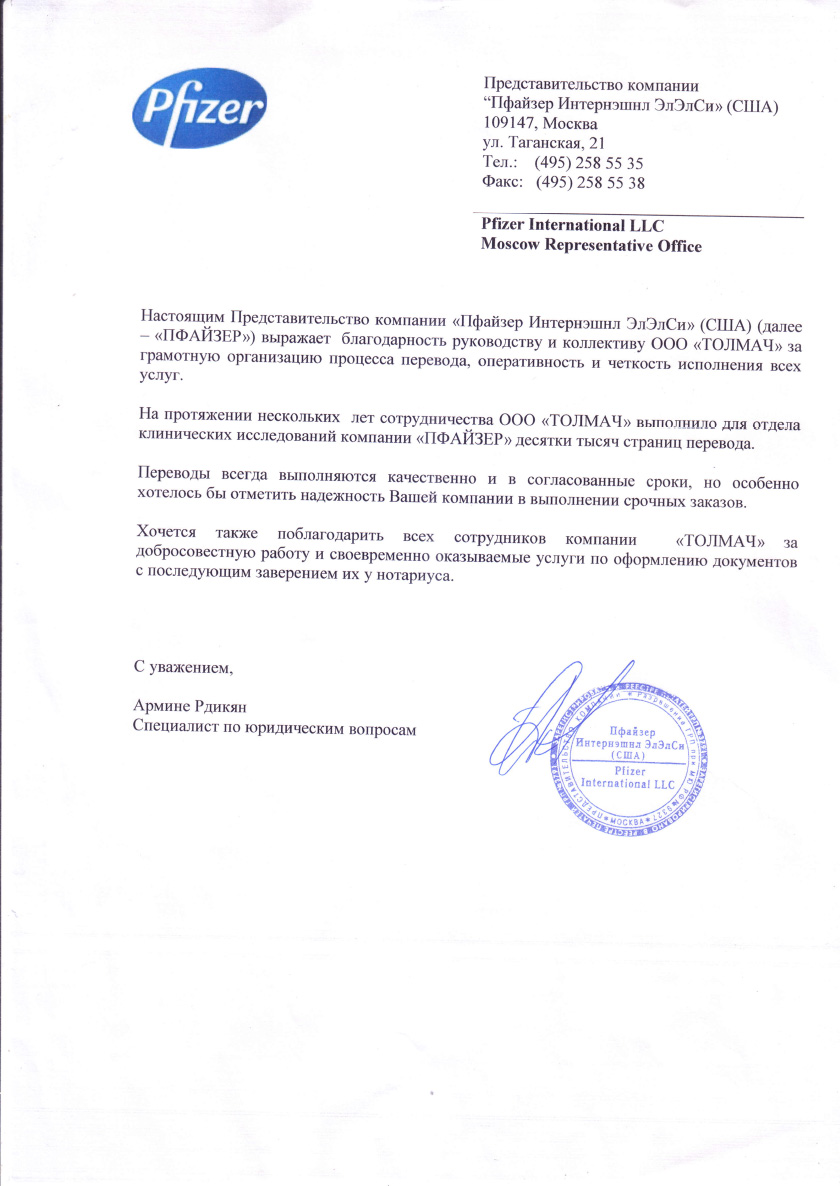 Pfizer
Представительство компании
“Пфайзер Интернэшнл ЭлЭлСи» (США)
109147, Москва
ул. Таганская, 21
Тел.: (495) 258 55 35
Факс: (495) 258 55 38
Pfizer International LLC
Moscow Representative Office
Настоящим Представительство компании «Пфайзер Интернэшнл ЭлЭлСи» (США) (далее
– «ПФАЙЗЕР») выражает благодарность руководству и коллективу ООО «ТОЛМАЧ» за
грамотную организацию процесса перевода, оперативность и четкость исполнения всех
услуг.
На протяжении нескольких лет сотрудничества ООО «ТОЛМАЧ» выполнило для отдела
клинических исследований компании «ПФАЙЗЕР» десятки тысяч страниц перевода.
Переводы всегда выполняются качественно и в согласованные сроки, но особенно
хотелось бы отметить надежность Вашей компании в выполнении срочных заказов.
Хочется также поблагодарить всех сотрудников компании «ТОЛМАЧ» за
добросовестную работу и своевременно оказываемые услуги по оформлению документов
с последующим заверением их у нотариуса.
С уважением,
Армине Рдикян
Специалист по юридическим вопросам
Пфайзер
Интернэшнл ЭлЭлСи
(США)
Pfizer
International LLC
ПРЕДСТАВИТЕЛЬСТВО КОМПАНИИ
МОСКВА